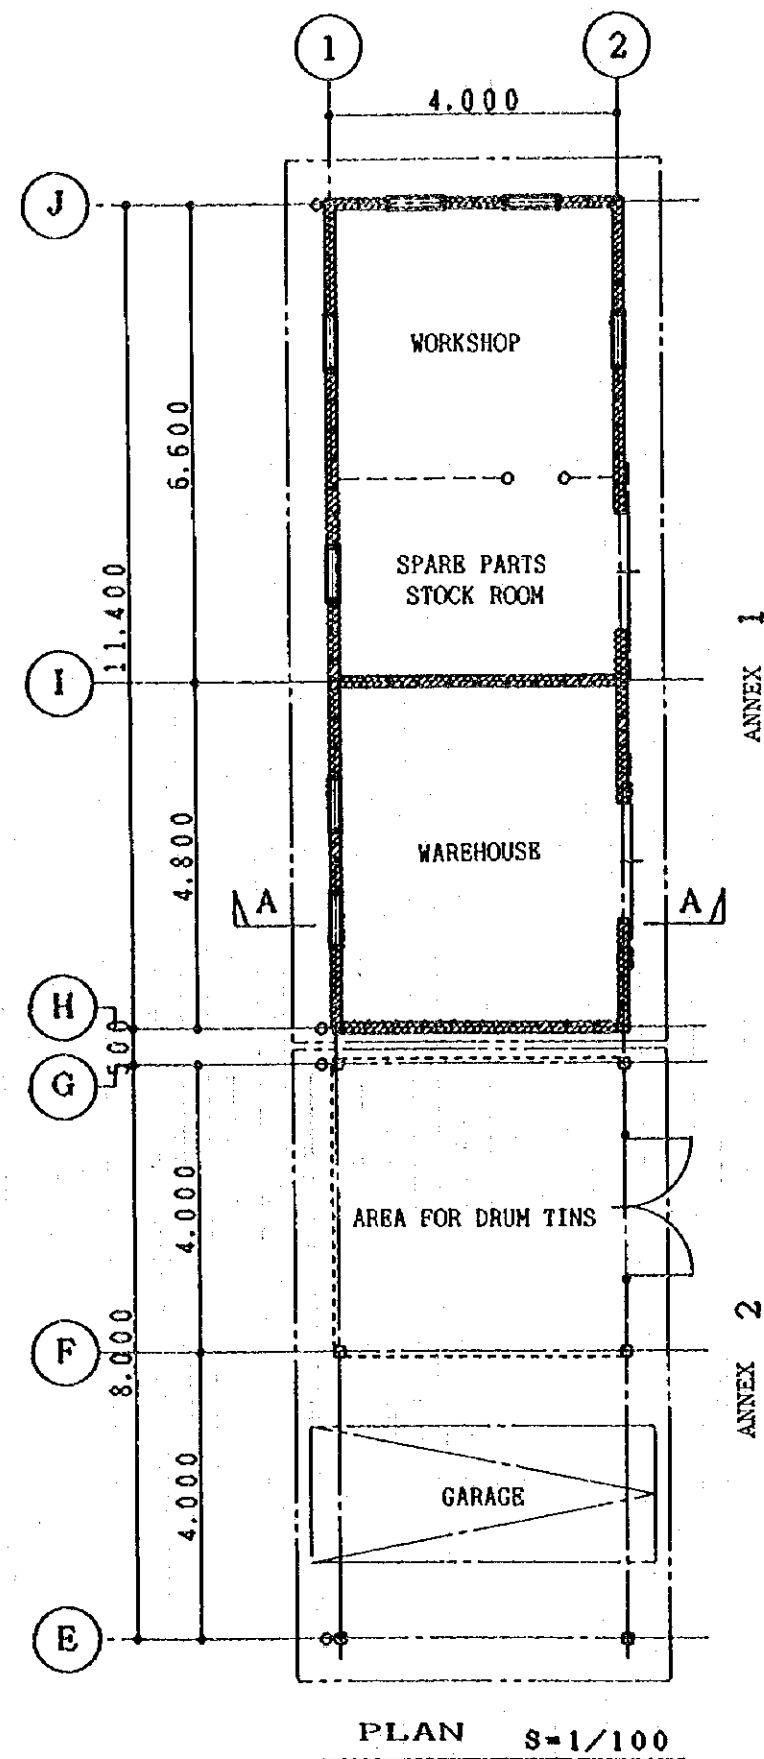 1
2
4.000
J
WORKSHOP
6.600
SPARE PARTS
STOCK ROOM
11.400
I
ANNEX 1
4.800
WAREHOUSE
A
A
H
500
G
4.000
AREA FOR DRUM TINS
F
8.000
ANNEX 2
4.000
GARAGE
E
PLAN S=1/100